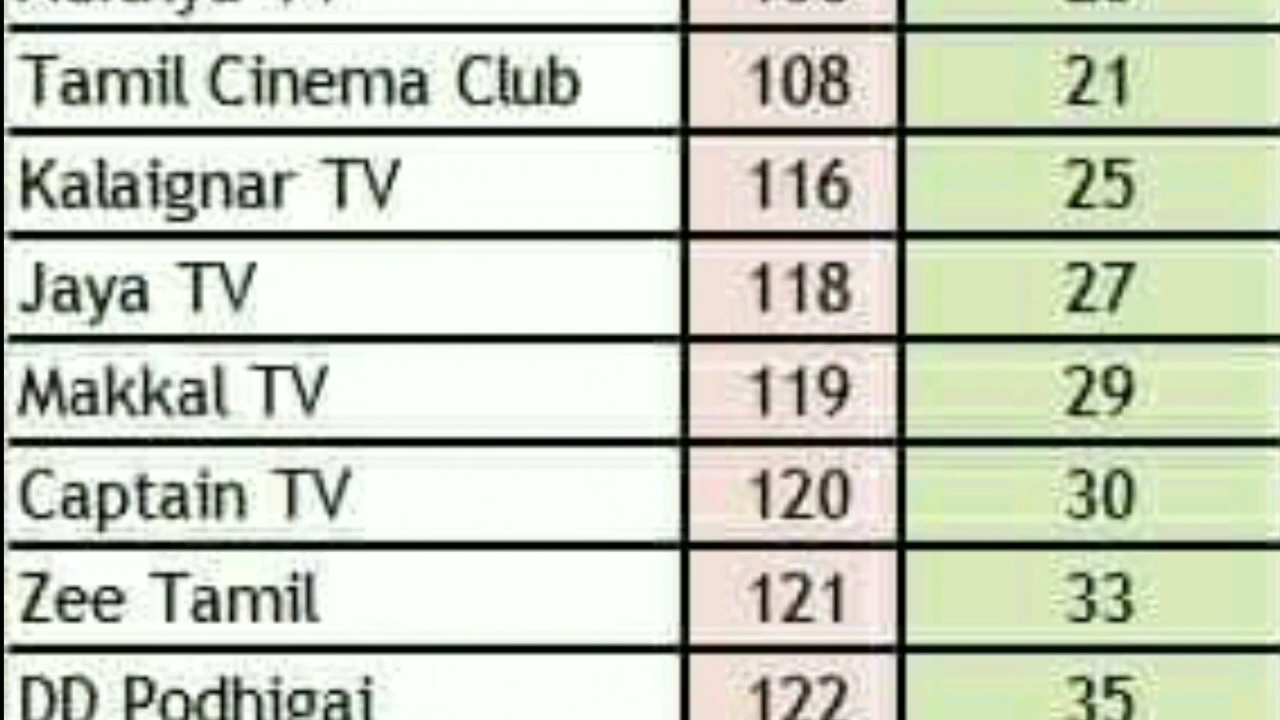 Tamil Cinema Club 108 21
Kalaignar TV 116 25
Jaya TV 118 27
Makkal TV 119 29
Captain TV 120 30
Zee Tamil 121 33
DD Podhigai 122 35